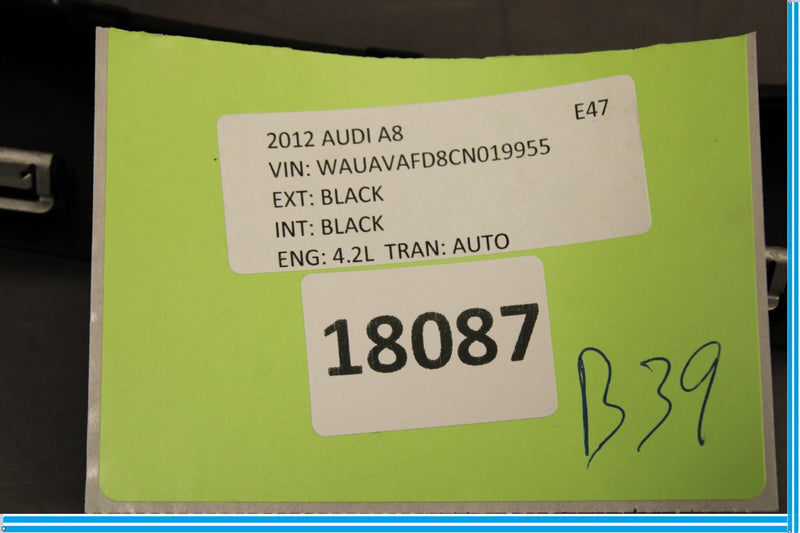 2012 AUDI A8 E47
VIN: WAUAVAFD8CN019955
EXT: BLACK
INT: BLACK
ENG: 4.2L TRAN: AUTO
18087
B39